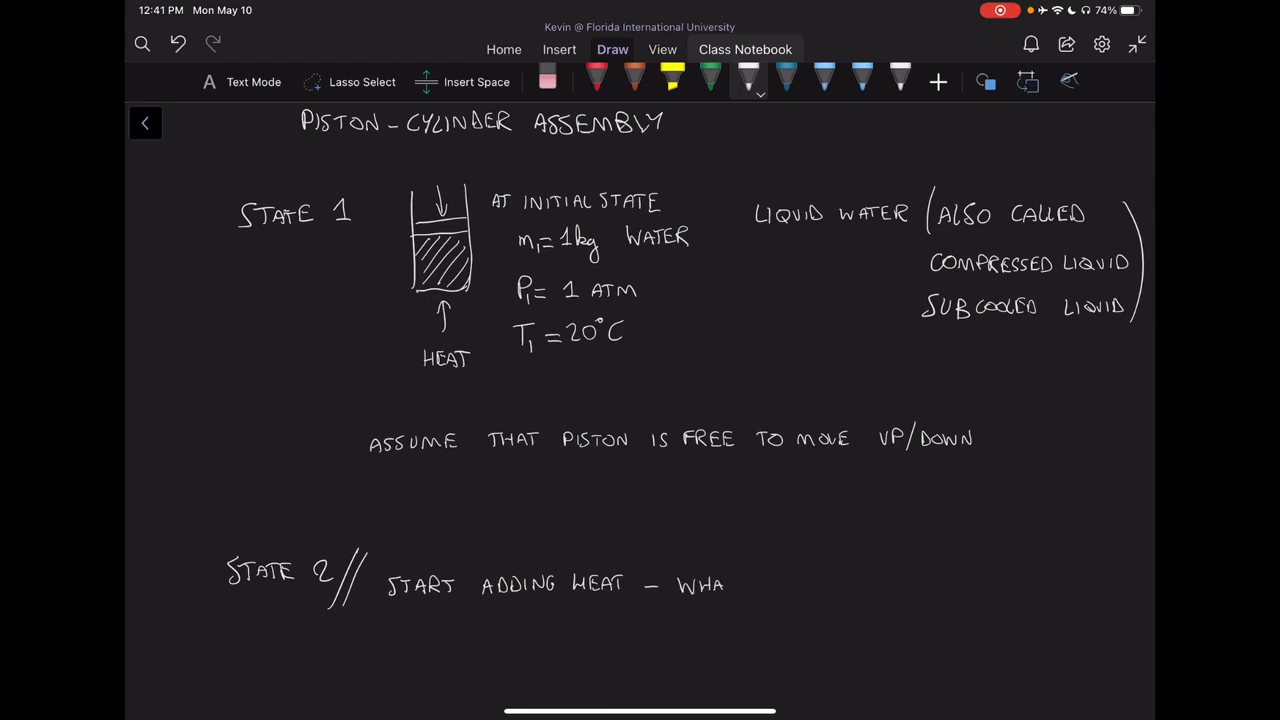 12:41 PM Mon May 10
74%
Kevin @ Florida International University
Home Insert Draw View Class Notebook
Text Mode Lasso Select Insert Space
PISTON - CYLINDER ASSEMBLY
STATE 1
AT INITIAL STATE
m₁ = 1kg WATER
P₁ = 1 ATM
T₁ = 20°C
HEAT
LIQUID WATER (ALSO CALLED
COMPRESSED LIQUID
SUBCOOLED LIQUID)
ASSUME THAT PISTON IS FREE TO MOVE UP/DOWN
STATE 2// START ADDING HEAT - WHA